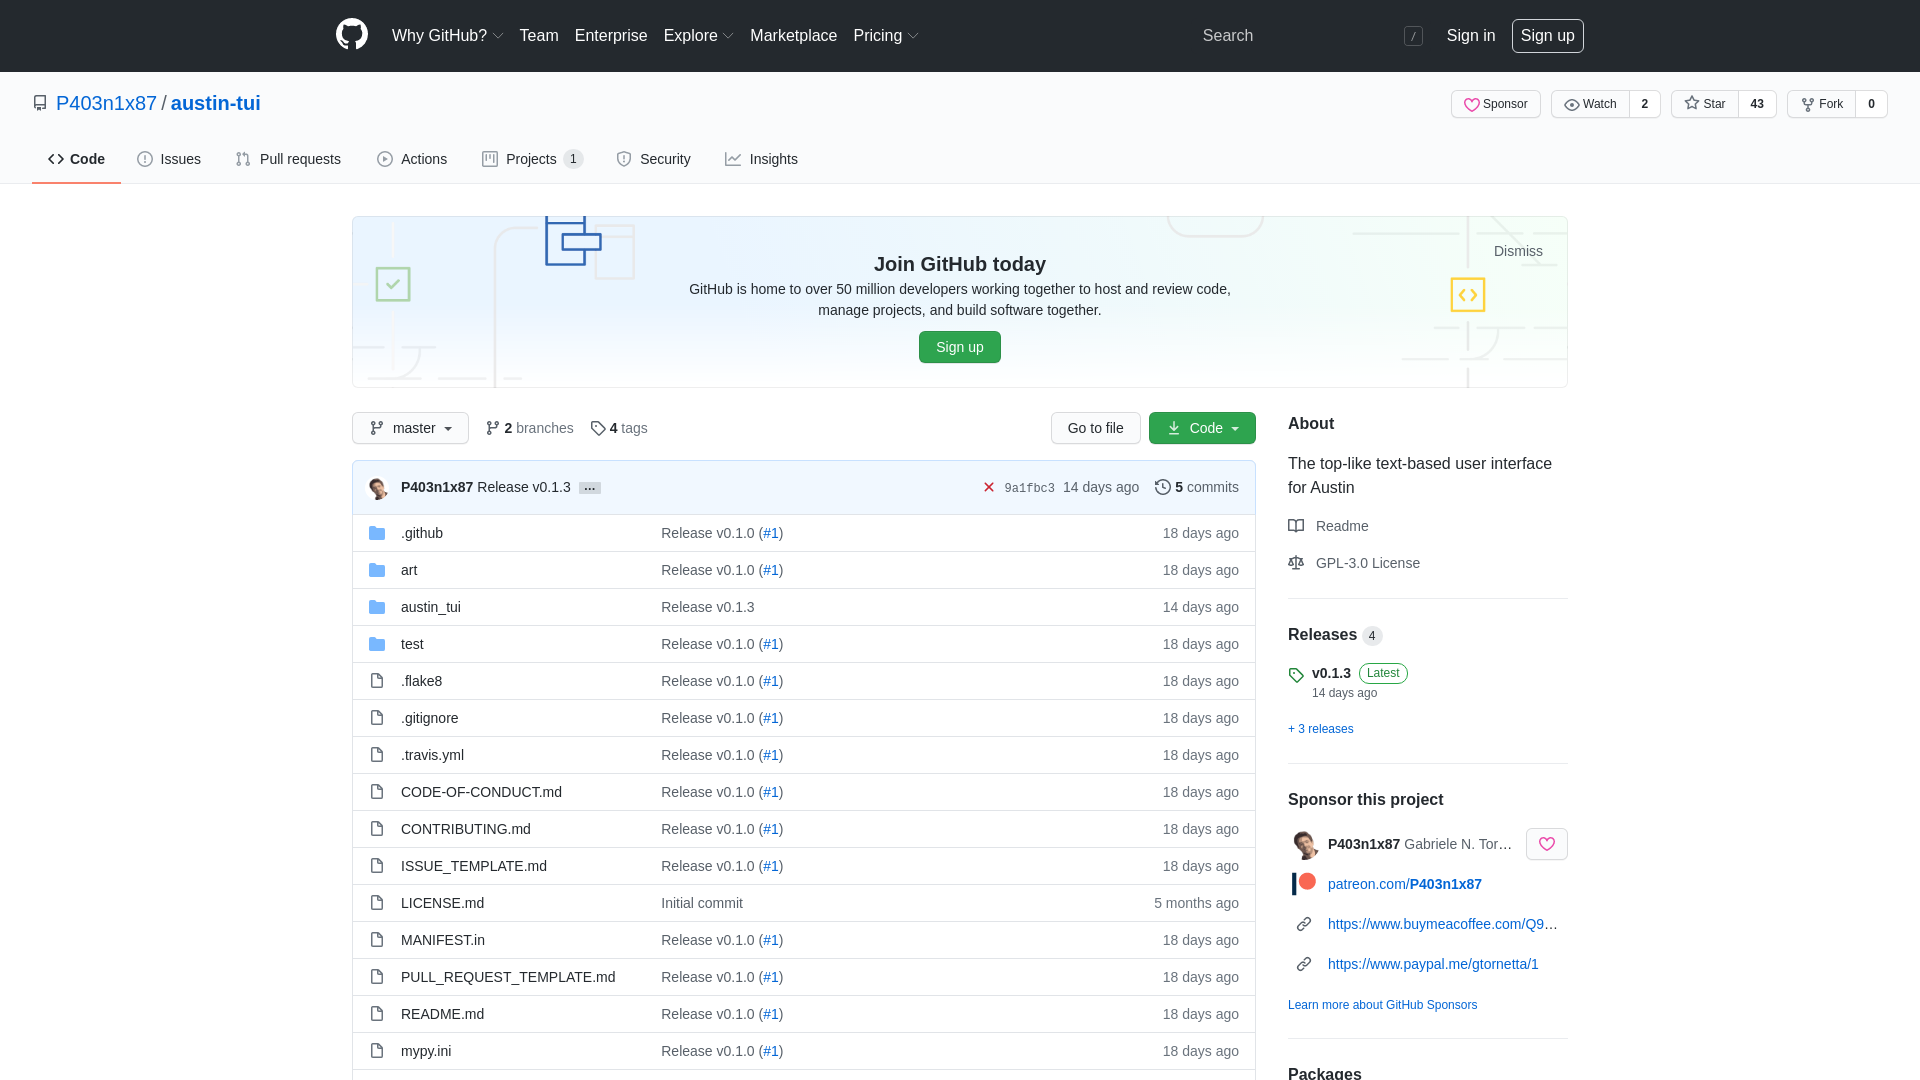 Why GitHub? Team Enterprise Explore Marketplace Pricing Search / Sign in Sign up
P403n1x87 / austin-tui Sponsor Watch 2 Star 43 Fork 0
Code Issues Pull requests Actions Projects 1 Security Insights
Dismiss
Join GitHub today
GitHub is home to over 50 million developers working together to host and review code,
manage projects, and build software together.
Sign up
master 2 branches 4 tags Go to file Code
P403n1x87 Release v0.1.3 … 9a1fbc3 14 days ago 5 commits
.github Release v0.1.0 (#1) 18 days ago
art Release v0.1.0 (#1) 18 days ago
austin_tui Release v0.1.3 14 days ago
test Release v0.1.0 (#1) 18 days ago
.flake8 Release v0.1.0 (#1) 18 days ago
.gitignore Release v0.1.0 (#1) 18 days ago
.travis.yml Release v0.1.0 (#1) 18 days ago
CODE-OF-CONDUCT.md Release v0.1.0 (#1) 18 days ago
CONTRIBUTING.md Release v0.1.0 (#1) 18 days ago
ISSUE_TEMPLATE.md Release v0.1.0 (#1) 18 days ago
LICENSE.md Initial commit 5 months ago
MANIFEST.in Release v0.1.0 (#1) 18 days ago
PULL_REQUEST_TEMPLATE.md Release v0.1.0 (#1) 18 days ago
README.md Release v0.1.0 (#1) 18 days ago
mypy.ini Release v0.1.0 (#1) 18 days ago
About
The top-like text-based user interface
for Austin
Readme
GPL-3.0 License
Releases 4
v0.1.3 Latest
14 days ago
+ 3 releases
Sponsor this project
P403n1x87 Gabriele N. Tor…
patreon.com/P403n1x87
https://www.buymeacoffee.com/Q9…
https://www.paypal.me/gtornetta/1
Learn more about GitHub Sponsors
Packages